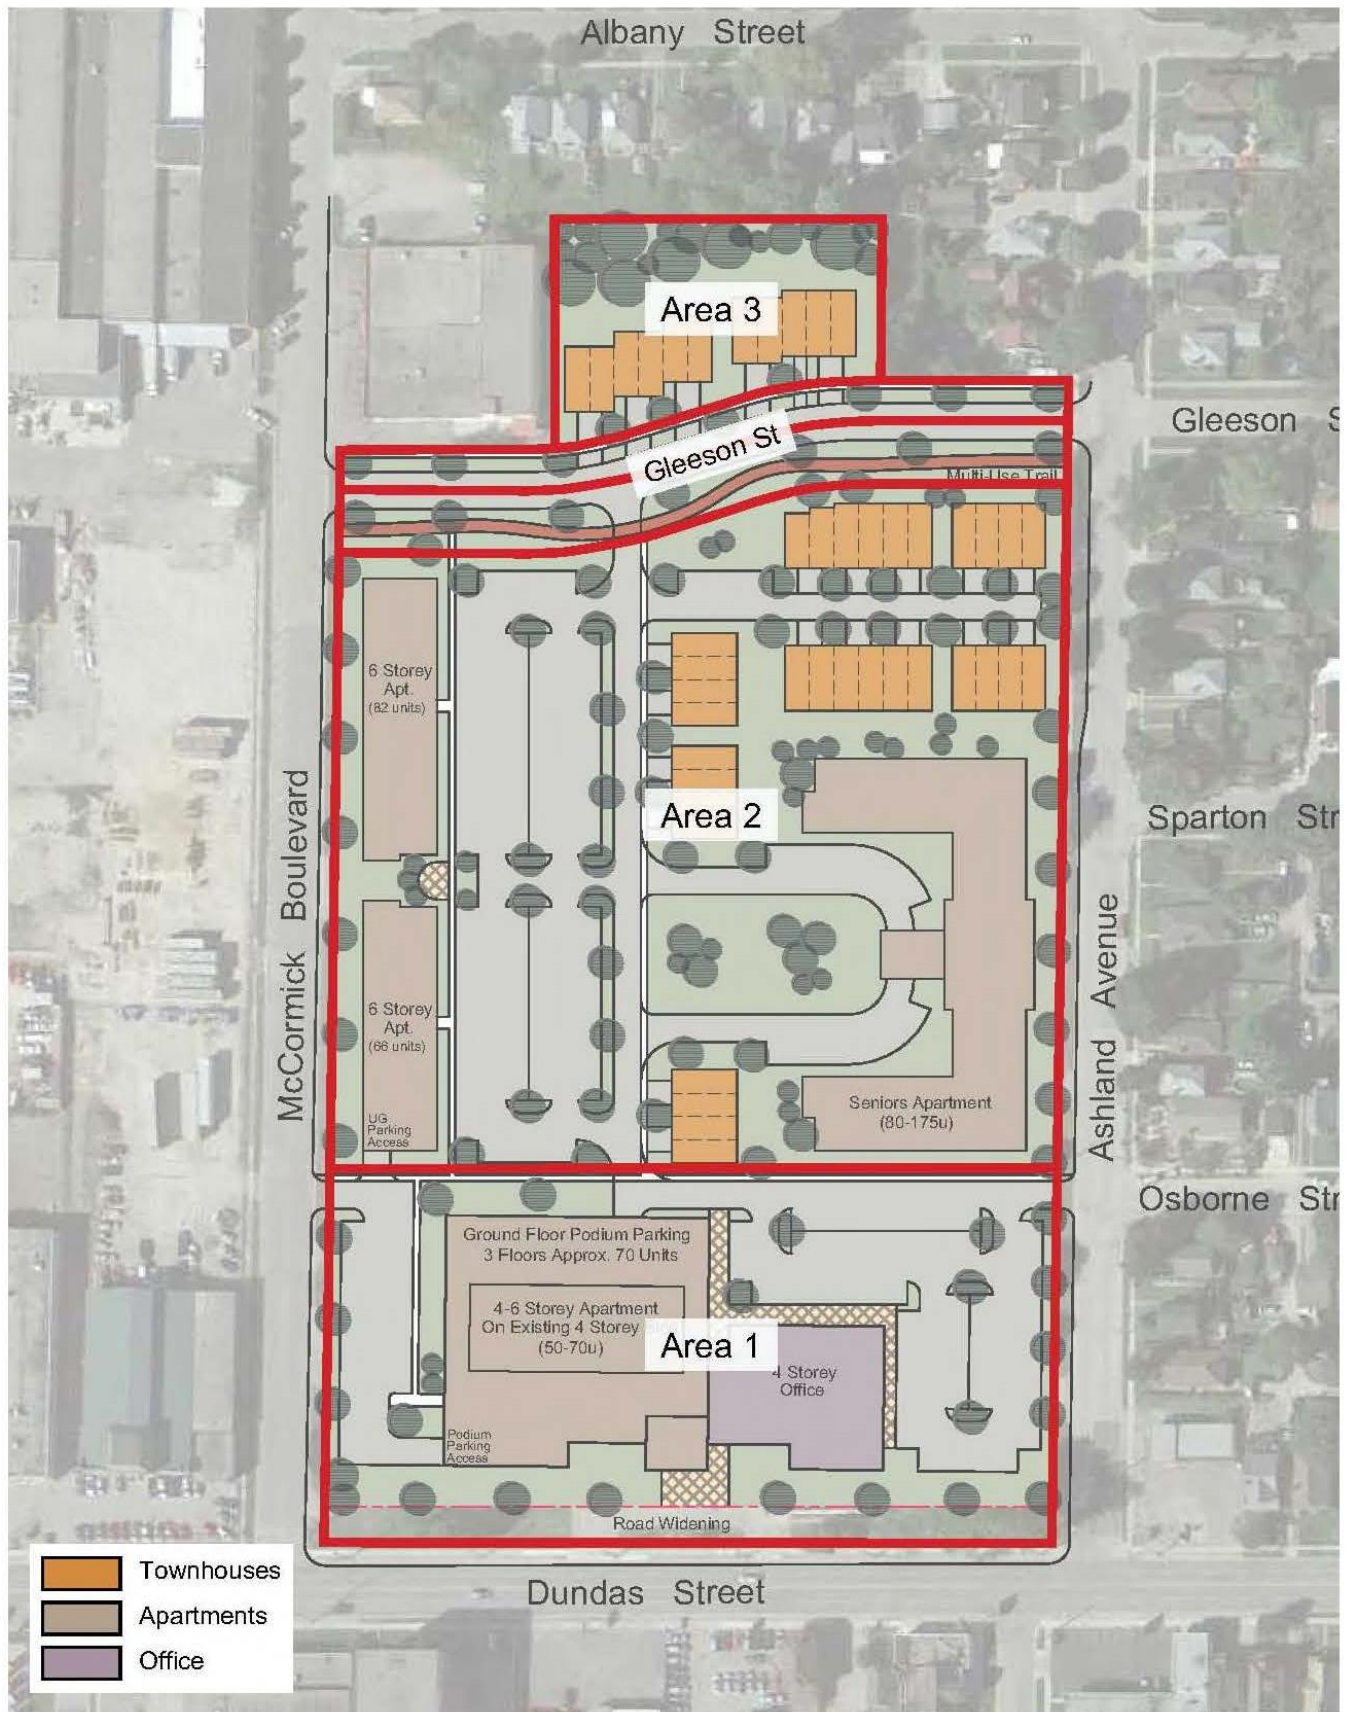 Albany Street
Area 3
Gleeson S
Gleeson St
Multi-Use Trail
6 Storey
Apt.
(82 units)
McCormick Boulevard
Area 2
Sparton Str
Ashland Avenue
6 Storey
Apt.
(66 units)
UG
Parking
Access
Seniors Apartment
(80-175u)
Osborne Str
Ground Floor Podium Parking
3 Floors Approx. 70 Units
4-6 Storey Apartment
On Existing 4 Storey
(50-70u)
Area 1
4 Storey
Office
Podium
Parking
Access
Road Widening
Dundas Street
Townhouses
Apartments
Office